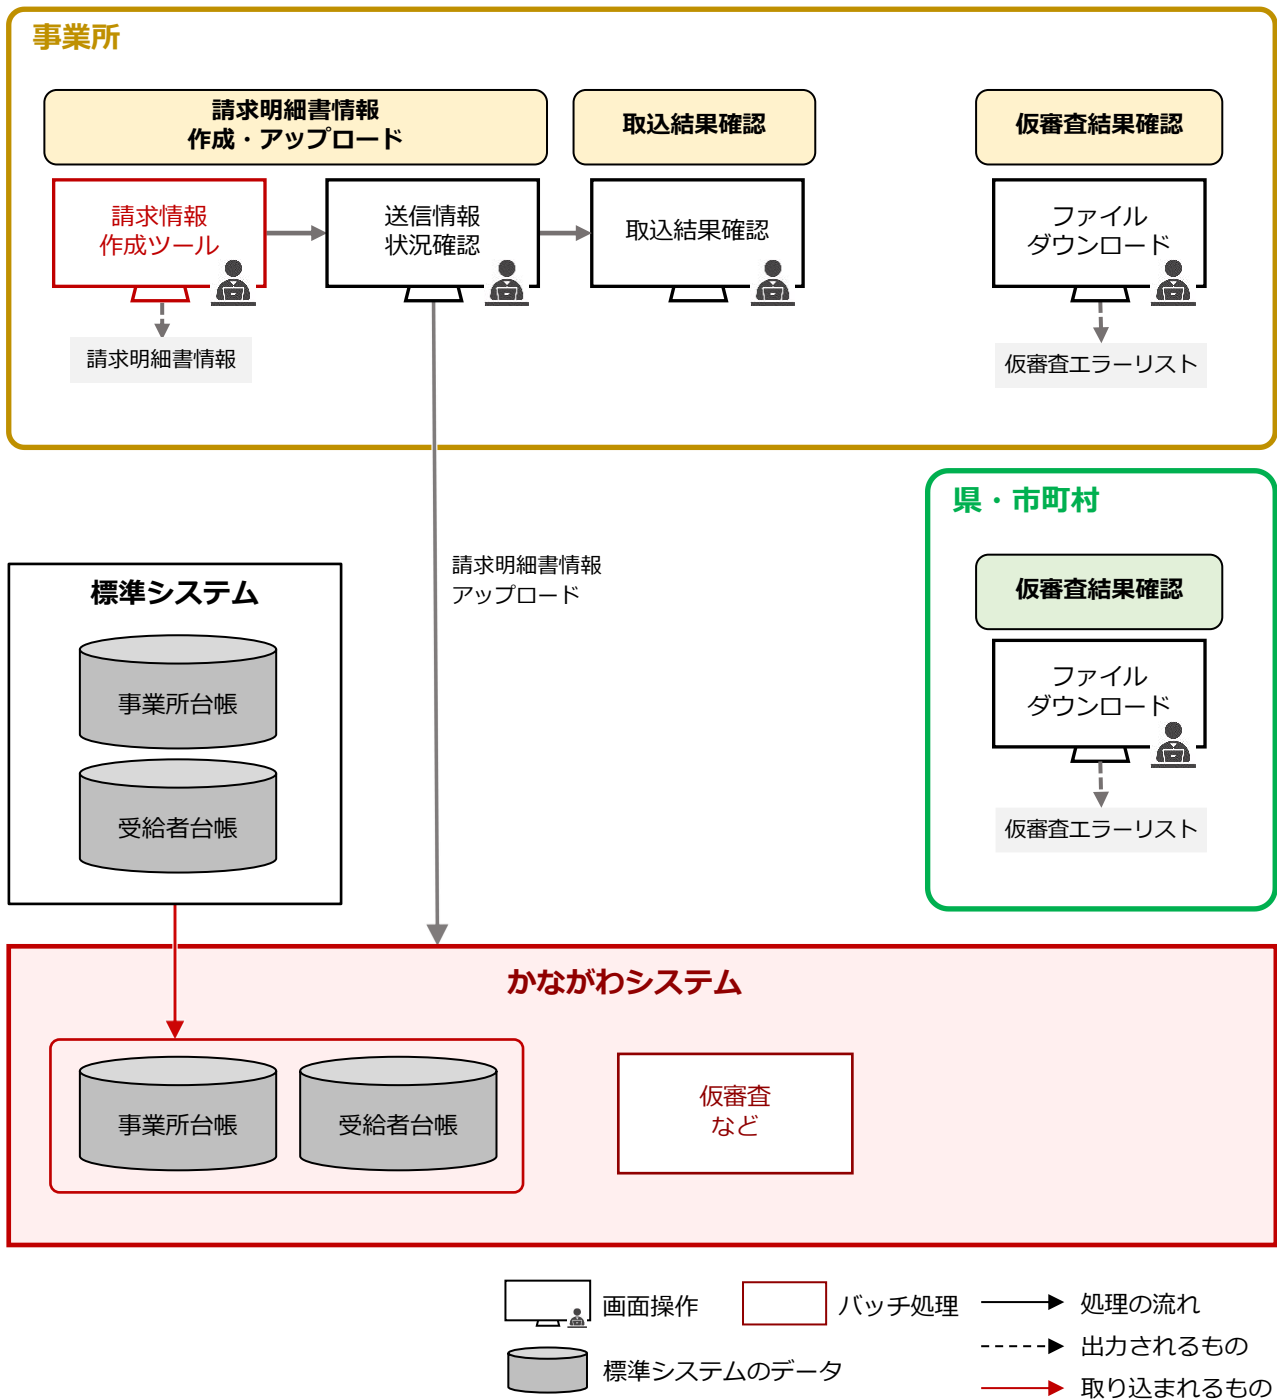 事業所
請求明細書情報
作成・アップロード
取込結果確認
仮審査結果確認
請求情報
作成ツール
送信情報
状況確認
取込結果確認
ファイル
ダウンロード
請求明細書情報
仮審査エラーリスト
県・市町村
仮審査結果確認
ファイル
ダウンロード
仮審査エラーリスト
請求明細書情報
アップロード
標準システム
事業所台帳
受給者台帳
かながわシステム
事業所台帳
受給者台帳
仮審査
など
画面操作
バッチ処理
処理の流れ
出力されるもの
標準システムのデータ
取り込まれるもの